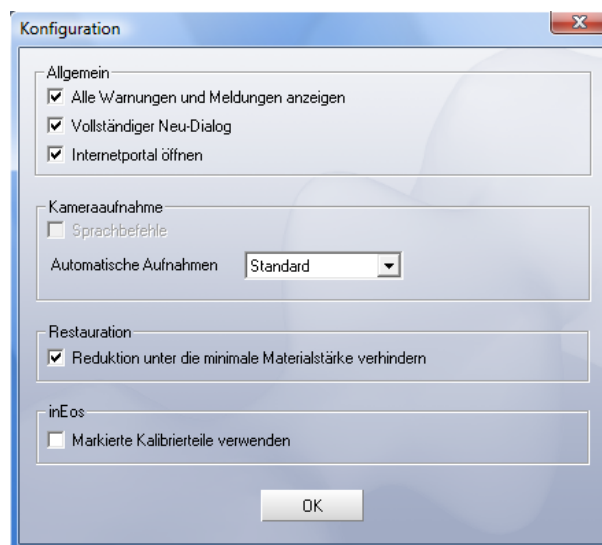 Konfiguration
Allgemein
Alle Warnungen und Meldungen anzeigen
Vollständiger Neu-Dialog
Internetportal öffnen
Kameraaufnahme
Sprachbefehle
Automatische Aufnahmen Standard
Restauration
Reduktion unter die minimale Materialstärke verhindern
inEos
Markierte Kalibrierteile verwenden
OK